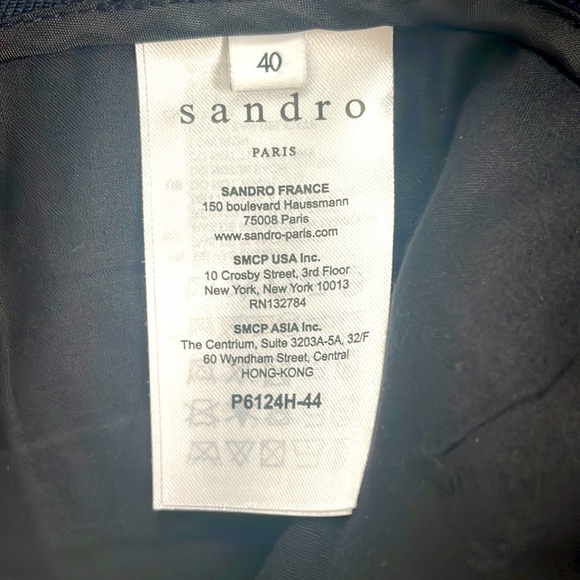 40
sandro
PARIS
SANDRO FRANCE
150 boulevard Haussmann
75008 Paris
www.sandro-paris.com
SMCP USA Inc.
10 Crosby Street, 3rd Floor
New York, New York 10013
RN132784
SMCP ASIA Inc.
The Centrium, Suite 3203A-5A, 32/F
60 Wyndham Street, Central
HONG-KONG
P6124H-44